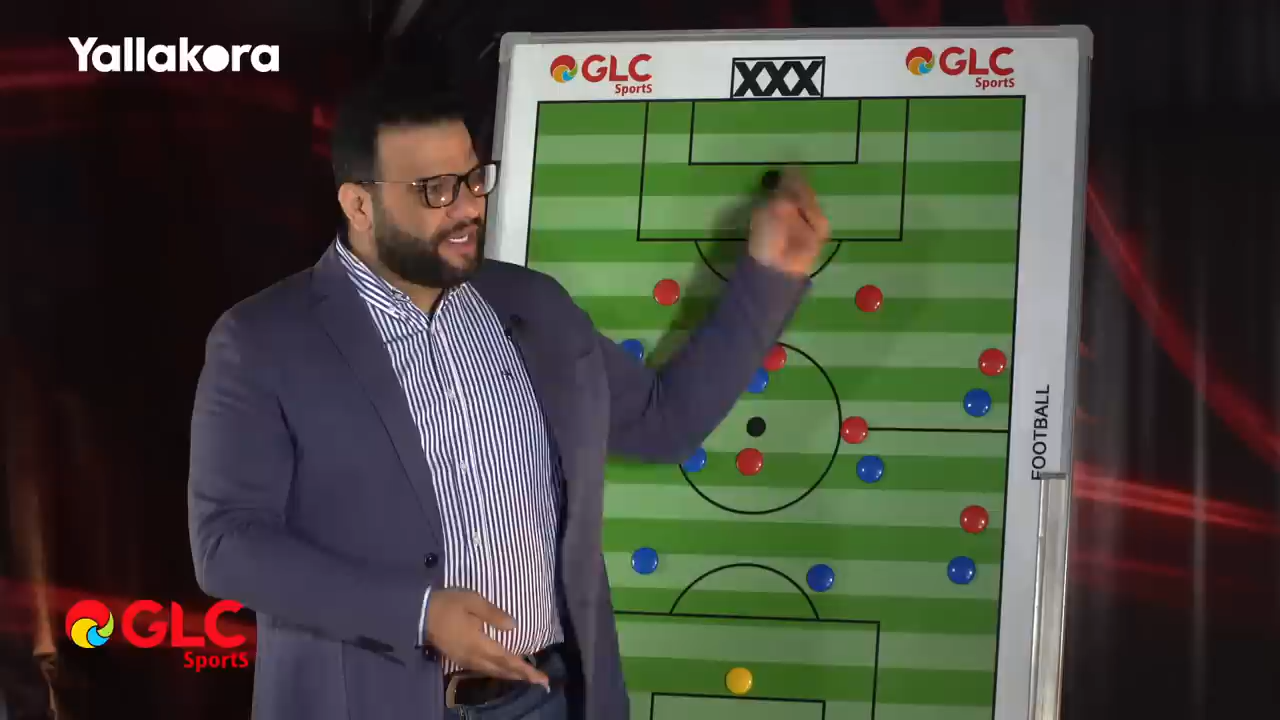 Yallakora
GLC
Sports
XXX
GLC
Sports
FOOTBALL
GLC
Sports